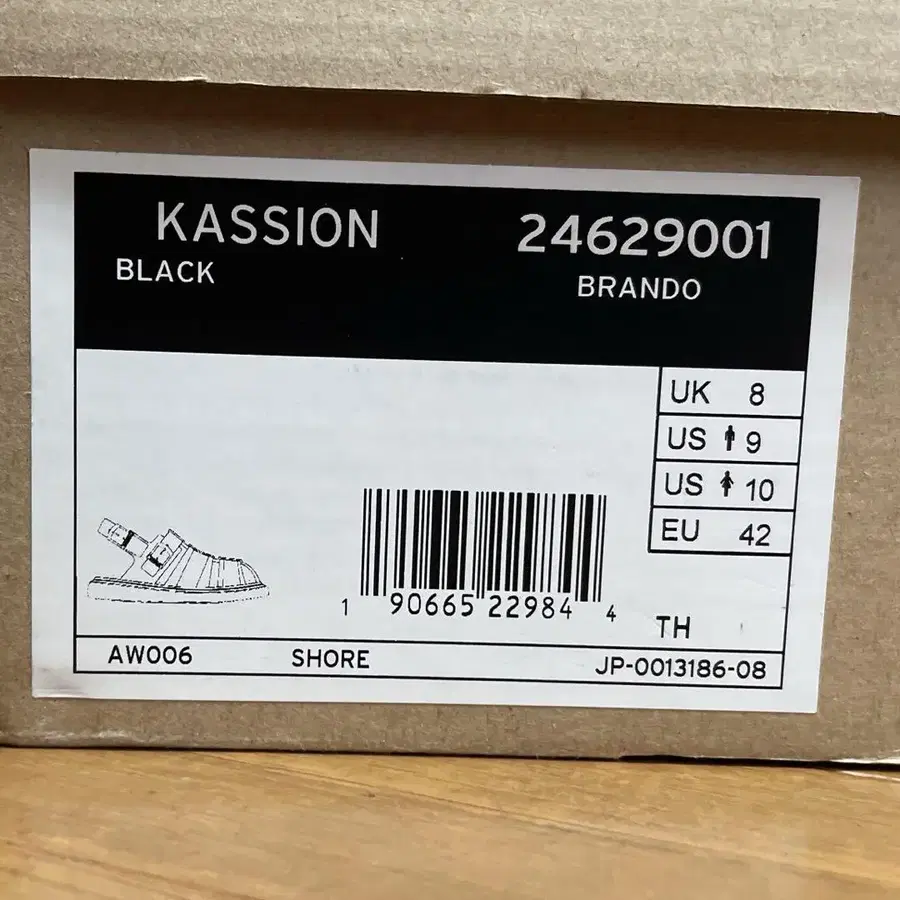 KASSION 24629001
BLACK BRANDO
UK 8
US 9
US 10
EU 42
1 90665 22984 4
TH
AW006 SHORE JP-0013186-08